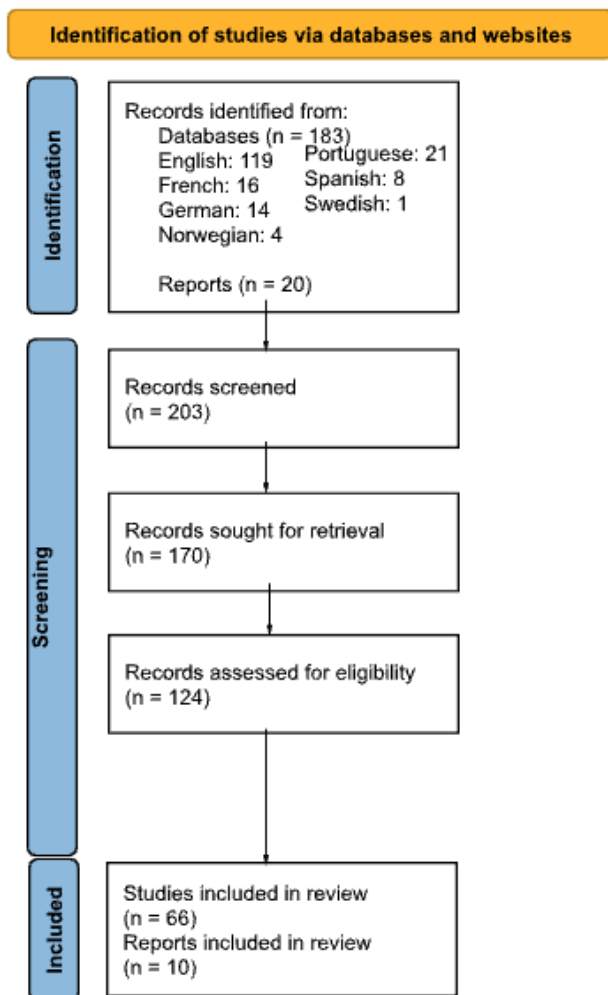 Identification of studies via databases and websites
Identification
Records identified from:
Databases (n = 183)
English: 119
French: 16
German: 14
Norwegian: 4
Portuguese: 21
Spanish: 8
Swedish: 1
Reports (n = 20)
Screening
Records screened
(n = 203)
Records sought for retrieval
(n = 170)
Records assessed for eligibility
(n = 124)
Included
Studies included in review
(n = 66)
Reports included in review
(n = 10)